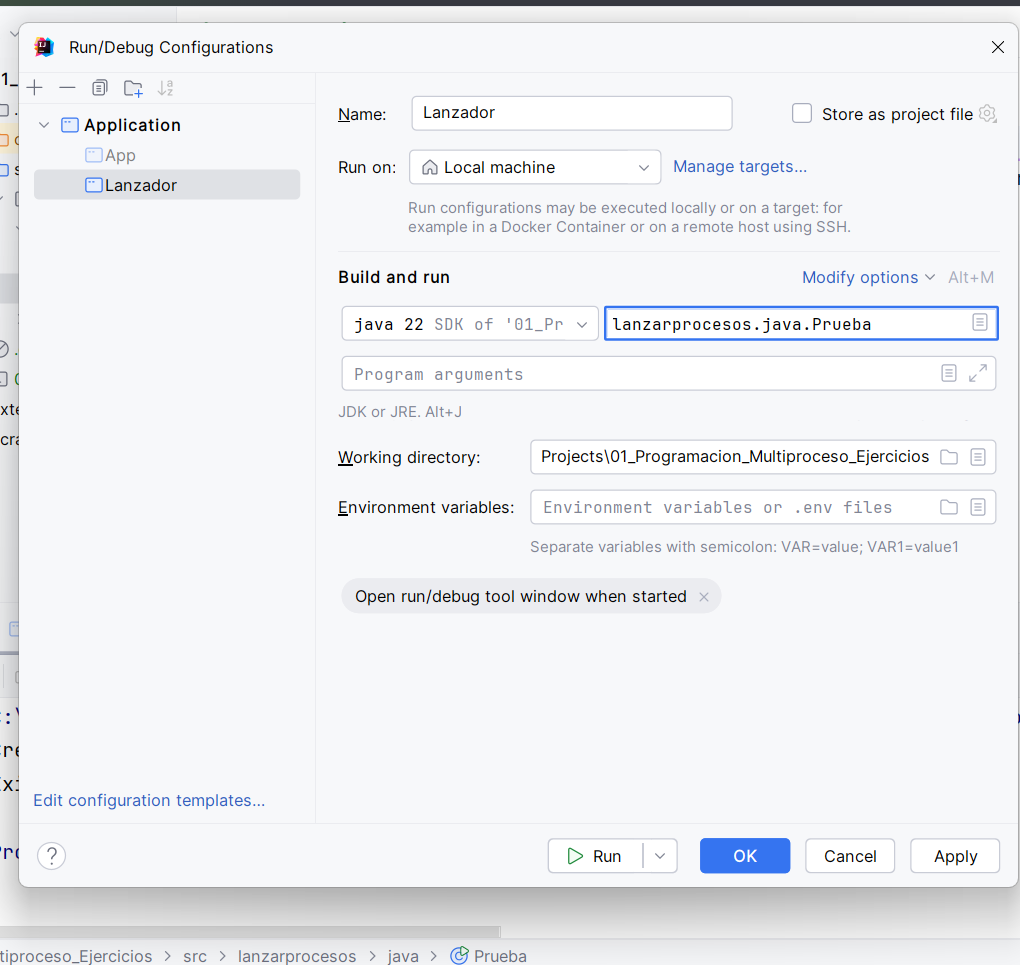 Run/Debug Configurations
Application
App
Lanzador
Edit configuration templates...
Name:
Lanzador
Store as project file
Run on:
Local machine
Manage targets...
Run configurations may be executed locally or on a target: for
example in a Docker Container or on a remote host using SSH.
Build and run
Modify options
Alt+M
java 22 SDK of '01_Pr
lanzarprocesos.java.Prueba
Program arguments
JDK or JRE. Alt+J
Working directory:
Projects\01_Programacion_Multiproceso_Ejercicios
Environment variables:
Environment variables or .env files
Separate variables with semicolon: VAR=value; VAR1=value1
Open run/debug tool window when started
?
Run
OK
Cancel
Apply
tiproceso_Ejercicios > src > lanzarprocesos > java > Prueba